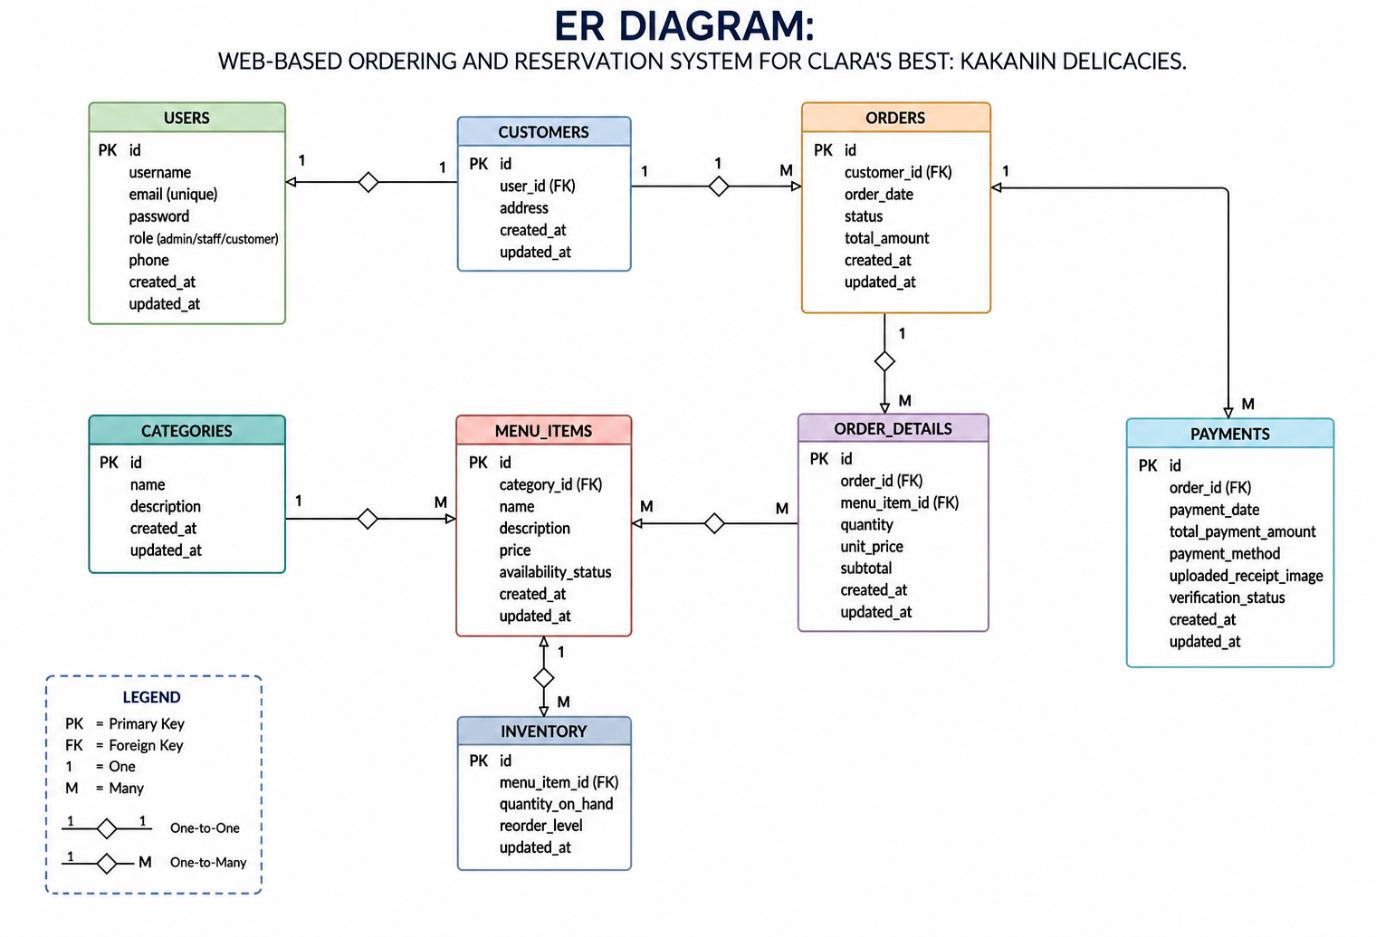 ER DIAGRAM:
WEB-BASED ORDERING AND RESERVATION SYSTEM FOR CLARA'S BEST: KAKANIN DELICACIES.
USERS
PK id
username
email (unique)
password
role (admin/staff/customer)
phone
created_at
updated_at
1
1
CUSTOMERS
PK id
user_id (FK)
address
created_at
updated_at
1
1
M
ORDERS
PK id
customer_id (FK)
order_date
status
total_amount
created_at
updated_at
1
M
1
M
CATEGORIES
PK id
name
description
created_at
updated_at
1
M
MENU_ITEMS
PK id
category_id (FK)
name
description
price
availability_status
created_at
updated_at
M
M
ORDER_DETAILS
PK id
order_id (FK)
menu_item_id (FK)
quantity
unit_price
subtotal
created_at
updated_at
PAYMENTS
PK id
order_id (FK)
payment_date
total_payment_amount
payment_method
uploaded_receipt_image
verification_status
created_at
updated_at
1
M
INVENTORY
PK id
menu_item_id (FK)
quantity_on_hand
reorder_level
updated_at
LEGEND
PK = Primary Key
FK = Foreign Key
1 = One
M = Many
1 1 One-to-One
1 M One-to-Many